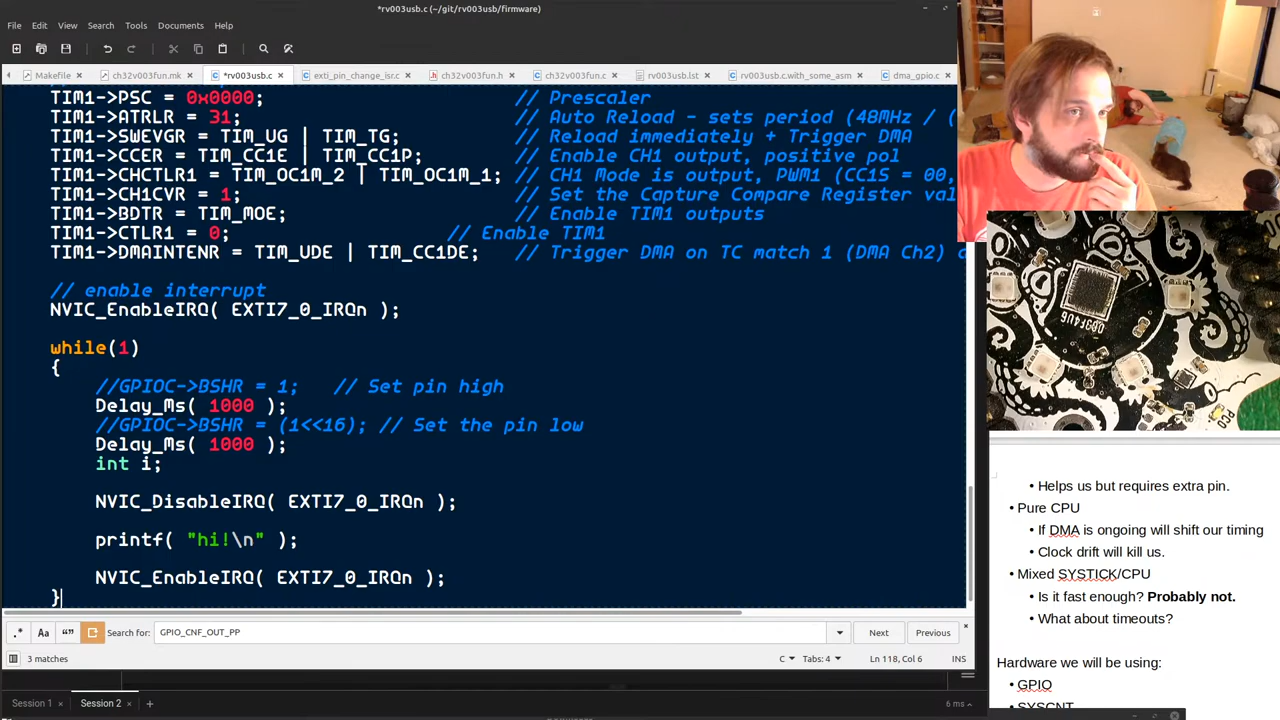 *rv003usb.c (~/git/rv003usb/firmware)
File Edit View Search Tools Documents Help
Makefile × ch32v003fun.mk × *rv003usb.c × exti_pin_change_isr.c × ch32v003fun.h × ch32v003fun.c × rv003usb.lst × rv003usb.c.with_some_asm × dma_gpio.c ×
TIM1->PSC = 0x0000; // Prescaler
TIM1->ATRLR = 31; // Auto Reload - sets period (48MHz / (
TIM1->SWEVGR = TIM_UG | TIM_TG; // Reload immediately + Trigger DMA
TIM1->CCER = TIM_CC1E | TIM_CC1P; // Enable CH1 output, positive pol
TIM1->CHCTLR1 = TIM_OC1M_2 | TIM_OC1M_1; // CH1 Mode is output, PWM1 (CC1S = 00,
TIM1->CH1CVR = 1; // Set the Capture Compare Register val
TIM1->BDTR = TIM_MOE; // Enable TIM1 outputs
TIM1->CTLR1 = 0; // Enable TIM1
TIM1->DMAINTENR = TIM_UDE | TIM_CC1DE; // Trigger DMA on TC match 1 (DMA Ch2)
// enable interrupt
NVIC_EnableIRQ( EXTI7_0_IRQn );
while(1)
{
//GPIOC->BSHR = 1; // Set pin high
Delay_Ms( 1000 );
//GPIOC->BSHR = (1<<16); // Set the pin low
Delay_Ms( 1000 );
int i;
NVIC_DisableIRQ( EXTI7_0_IRQn );
printf( "hi!\n" );
NVIC_EnableIRQ( EXTI7_0_IRQn );
}
.* Aa “” Search for: GPIO_CNF_OUT_PP Next Previous
3 matches C Tabs: 4 Ln 118, Col 6 INS
Session 1 × Session 2 × + 6 ms
• Helps us but requires extra pin.
• Pure CPU
• If DMA is ongoing will shift our timing
• Clock drift will kill us.
• Mixed SYSTICK/CPU
• Is it fast enough? Probably not.
• What about timeouts?
Hardware we will be using:
• GPIO
• SYSCNT